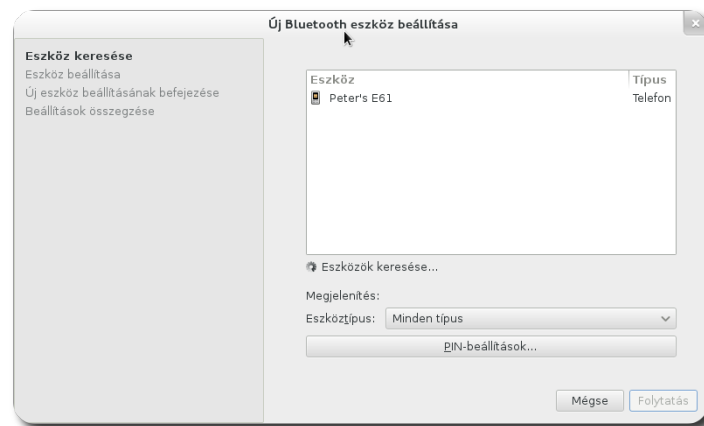 Új Bluetooth eszköz beállítása
Eszköz keresése
Eszköz beállítása
Új eszköz beállításának befejezése
Beállítások összegzése
Eszköz Típus
Peter's E61 Telefon
Eszközök keresése...
Megjelenítés:
Eszköztípus: Minden típus
PIN-beállítások...
Mégse Folytatás